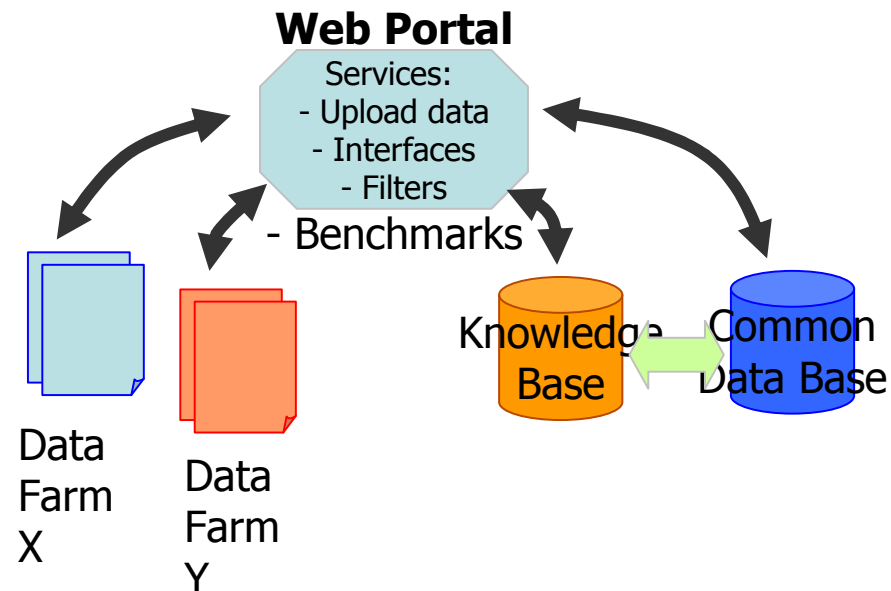 Web Portal
Services:
- Upload data
- Interfaces
- Filters
- Benchmarks
Knowledge
Base
Common
Data Base
Data
Farm
X
Data
Farm
Y